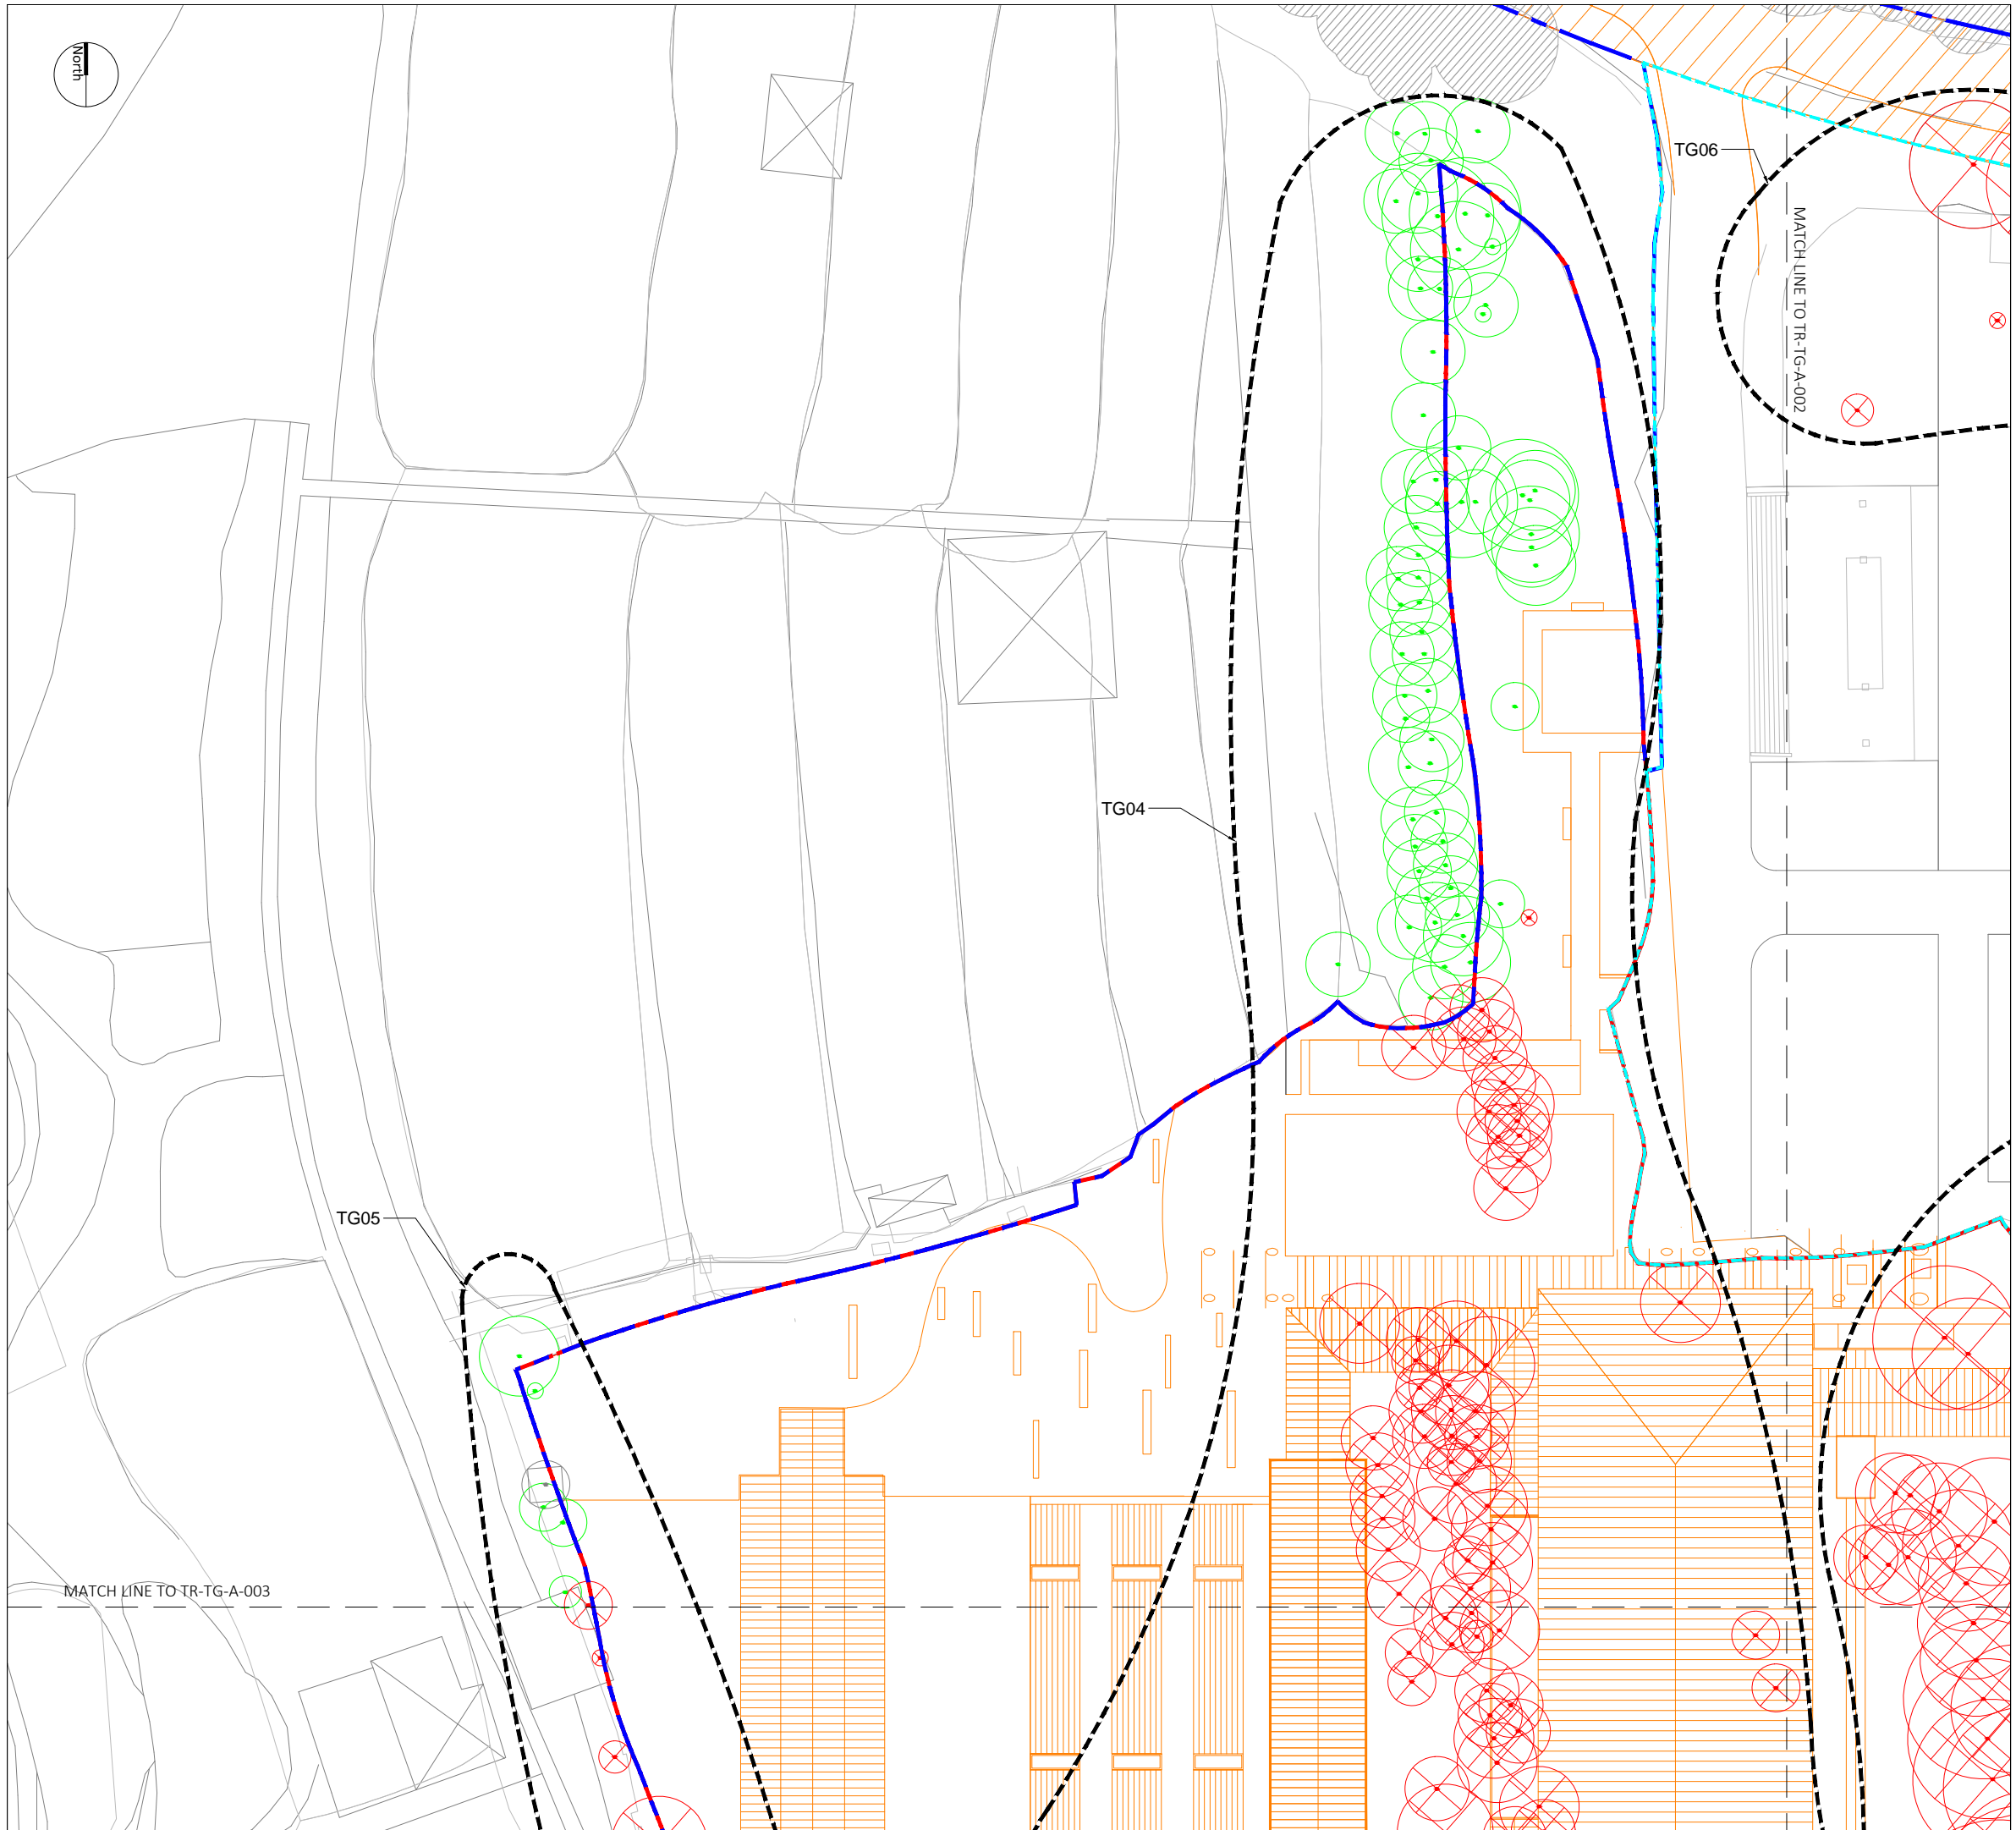 North
TG06
MATCH LINE TO TR-TG-A-002
TG04
TG05
MATCH LINE TO TR-TG-A-003